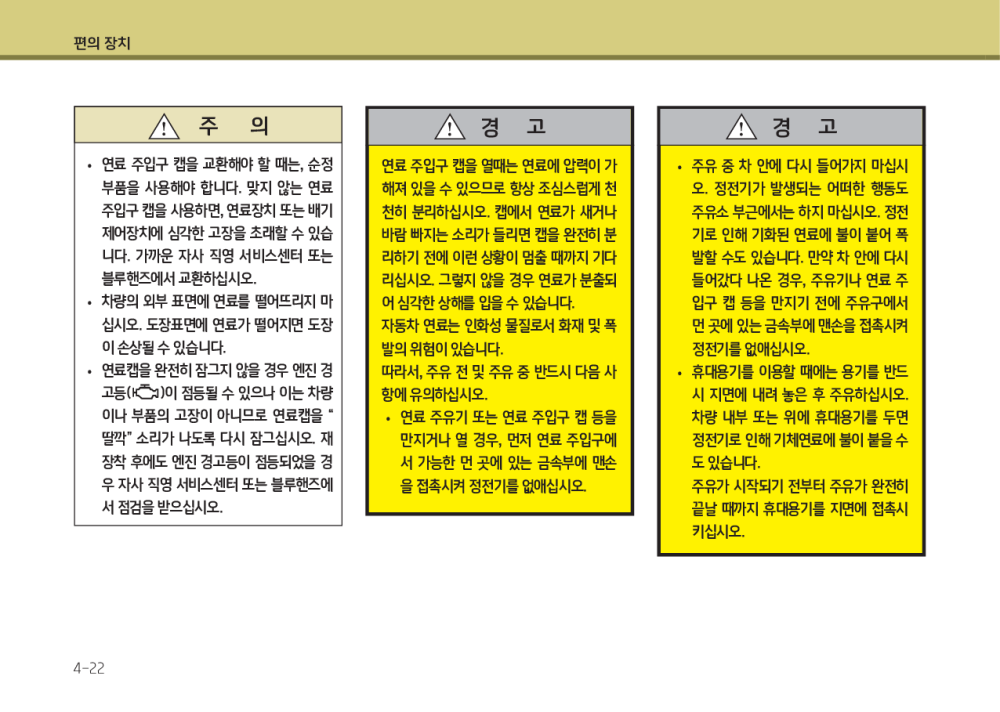 편의 장치
주 의
• 연료 주입구 캡을 교환해야 할 때는, 순정
부품을 사용해야 합니다. 맞지 않는 연료
주입구 캡을 사용하면, 연료장치 또는 배기
제어장치에 심각한 고장을 초래할 수 있습
니다. 가까운 자사 직영 서비스센터 또는
블루핸즈에서 교환하십시오.
• 차량의 외부 표면에 연료를 떨어뜨리지 마
십시오. 도장표면에 연료가 떨어지면 도장
이 손상될 수 있습니다.
• 연료캡을 완전히 잠그지 않을 경우 엔진 경
고등( )이 점등될 수 있으나 이는 차량
이나 부품의 고장이 아니므로 연료캡을 “
딸깍” 소리가 나도록 다시 잠그십시오. 재
장착 후에도 엔진 경고등이 점등되었을 경
우 자사 직영 서비스센터 또는 블루핸즈에
서 점검을 받으십시오.
경 고
연료 주입구 캡을 열때는 연료에 압력이 가
해져 있을 수 있으므로 항상 조심스럽게 천
천히 분리하십시오. 캡에서 연료가 새거나
바람 빠지는 소리가 들리면 캡을 완전히 분
리하기 전에 이런 상황이 멈출 때까지 기다
리십시오. 그렇지 않을 경우 연료가 분출되
어 심각한 상해를 입을 수 있습니다.
자동차 연료는 인화성 물질로서 화재 및 폭
발의 위험이 있습니다.
따라서, 주유 전 및 주유 중 반드시 다음 사
항에 유의하십시오.
• 연료 주유기 또는 연료 주입구 캡 등을
만지거나 열 경우, 먼저 연료 주입구에
서 가능한 먼 곳에 있는 금속부에 맨손
을 접촉시켜 정전기를 없애십시오.
경 고
• 주유 중 차 안에 다시 들어가지 마십시
오. 정전기가 발생되는 어떠한 행동도
주유소 부근에서는 하지 마십시오. 정전
기로 인해 기화된 연료에 불이 붙어 폭
발할 수도 있습니다. 만약 차 안에 다시
들어갔다 나온 경우, 주유기나 연료 주
입구 캡 등을 만지기 전에 주유구에서
먼 곳에 있는 금속부에 맨손을 접촉시켜
정전기를 없애십시오.
• 휴대용기를 이용할 때에는 용기를 반드
시 지면에 내려 놓은 후 주유하십시오.
차량 내부 또는 위에 휴대용기를 두면
정전기로 인해 기체연료에 불이 붙을 수
도 있습니다.
주유가 시작되기 전부터 주유가 완전히
끝날 때까지 휴대용기를 지면에 접촉시
키십시오.
4-22